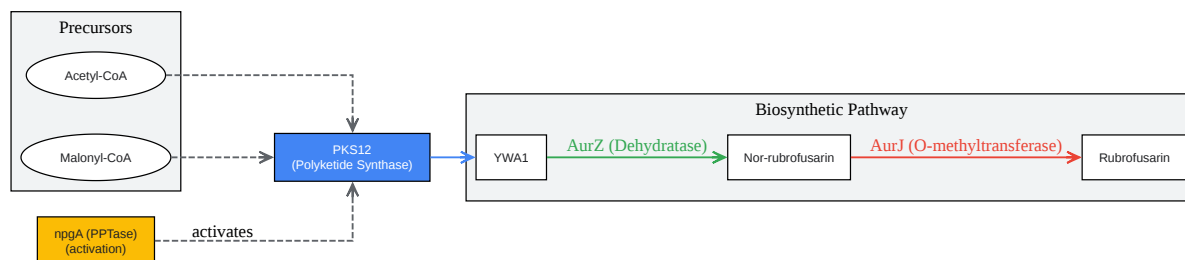 Precursors
Acetyl-CoA
Malonyl-CoA
npgA (PPTase)
(activation)
activates
PKS12
(Polyketide Synthase)
Biosynthetic Pathway
YWA1
AurZ (Dehydratase)
Nor-rubrofusarin
AurJ (O-methyltransferase)
Rubrofusarin